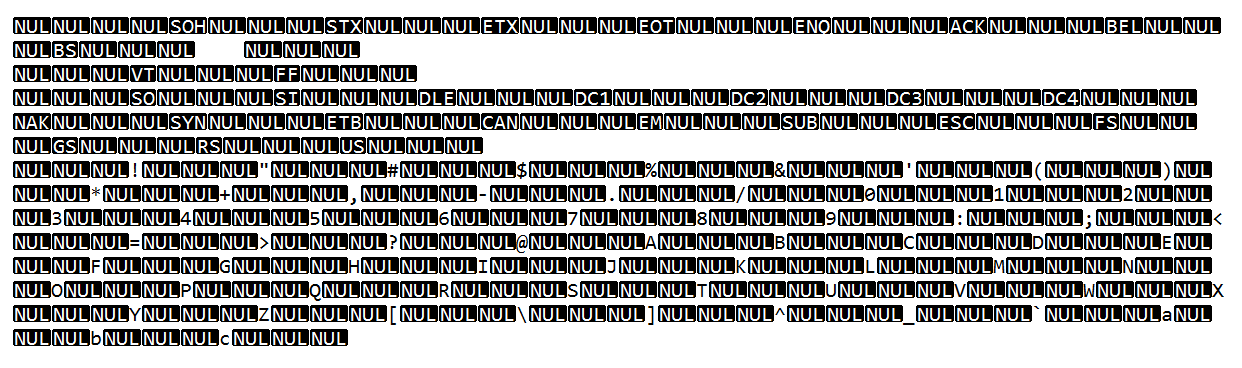 NULNULNULNULSOHNULNULNULSTXNULNULNULETXNULNULNULEOTNULNULNULENQNULNULNULACKNULNULNULBELNULNUL
NULBSNULNULNUL	NULNULNUL
NULNULNULVTNULNULNULFFNULNULNUL
NULNULNULSONULNULNULSINULNULNULDLENULNULNULDC1NULNULNULDC2NULNULNULDC3NULNULNULDC4NULNULNUL
NAKNULNULNULSYNNULNULNULETBNULNULNULCANNULNULNULEMNULNULNULSUBNULNULNULESCNULNULNULFSNULNUL
NULGSNULNULNULRSNULNULNULUSNULNULNUL
NULNULNUL!NULNULNUL"NULNULNUL#NULNULNUL$NULNULNUL%NULNULNUL&NULNULNUL'NULNULNUL(NULNULNUL)NUL
NULNUL*NULNULNUL+NULNULNUL,NULNULNUL-NULNULNUL.NULNULNUL/NULNULNUL0NULNULNUL1NULNULNUL2NULNUL
NUL3NULNULNUL4NULNULNUL5NULNULNUL6NULNULNUL7NULNULNUL8NULNULNUL9NULNULNUL:NULNULNUL;NULNULNUL<
NULNULNUL=NULNULNUL>NULNULNUL?NULNULNUL@NULNULNULANULNULNULBNULNULNULCNULNULNULDNULNULNULENUL
NULNULFNULNULNULGNULNULNULHNULNULNULINULNULNULJNULNULNULKNULNULNULLNULNULNULMNULNULNULNNULNUL
NULONULNULNULPNULNULNULQNULNULNULRNULNULNULSNULNULNULTNULNULNULUNULNULNULVNULNULNULWNULNULNULX
NULNULNULYNULNULNULZNULNULNUL[NULNULNUL\NULNULNUL]NULNULNUL^NULNULNUL_NULNULNUL`NULNULNULaNUL
NULNULbNULNULNULcNULNULNUL